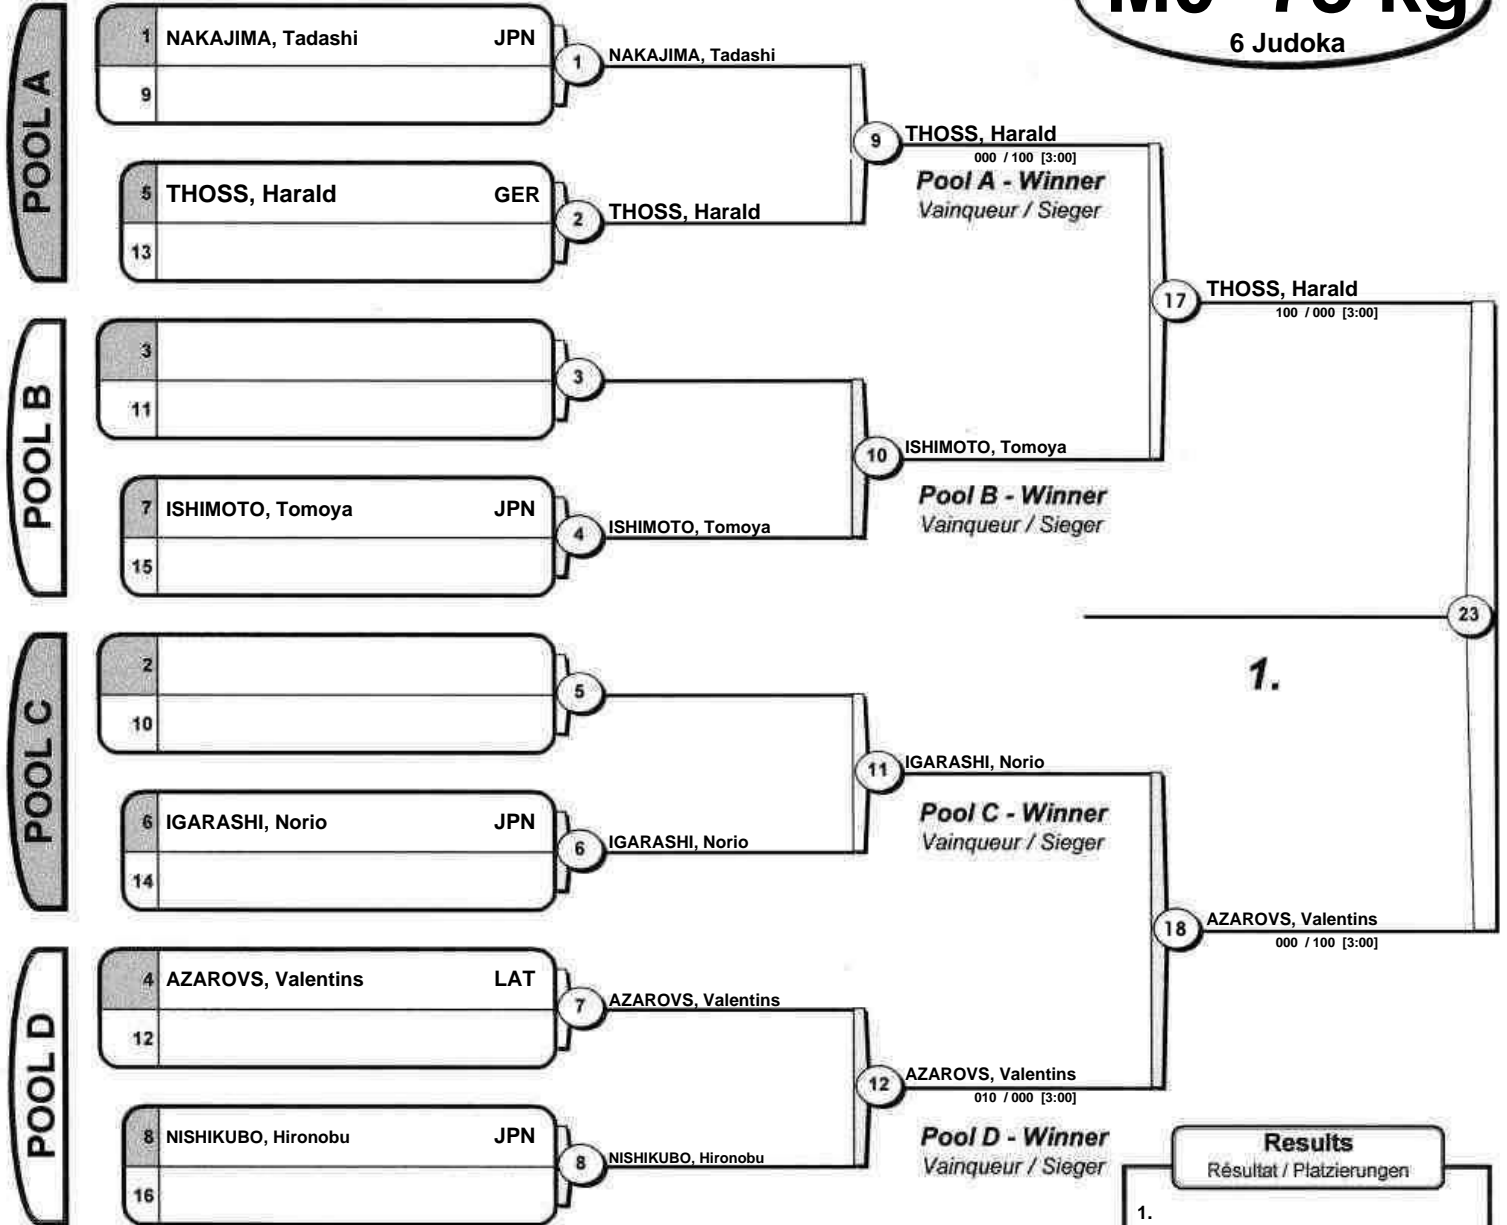 M6 -73 kg
6 Judoka
POOL A
1 NAKAJIMA, Tadashi JPN
9
1 NAKAJIMA, Tadashi
5 THOSS, Harald GER
13
2 THOSS, Harald
9 THOSS, Harald
000 / 100 [3:00]
Pool A - Winner
Vainqueur / Sieger
17 THOSS, Harald
100 / 000 [3:00]
POOL B
3
11
3
7 ISHIMOTO, Tomoya JPN
15
4 ISHIMOTO, Tomoya
10 ISHIMOTO, Tomoya
Pool B - Winner
Vainqueur / Sieger
23
1.
POOL C
2
10
5
6 IGARASHI, Norio JPN
14
6 IGARASHI, Norio
11 IGARASHI, Norio
Pool C - Winner
Vainqueur / Sieger
18 AZAROVS, Valentins
000 / 100 [3:00]
POOL D
4 AZAROVS, Valentins LAT
12
7 AZAROVS, Valentins
8 NISHIKUBO, Hironobu JPN
16
8 NISHIKUBO, Hironobu
12 AZAROVS, Valentins
010 / 000 [3:00]
Pool D - Winner
Vainqueur / Sieger
Results
Résultat / Platzierungen
1.